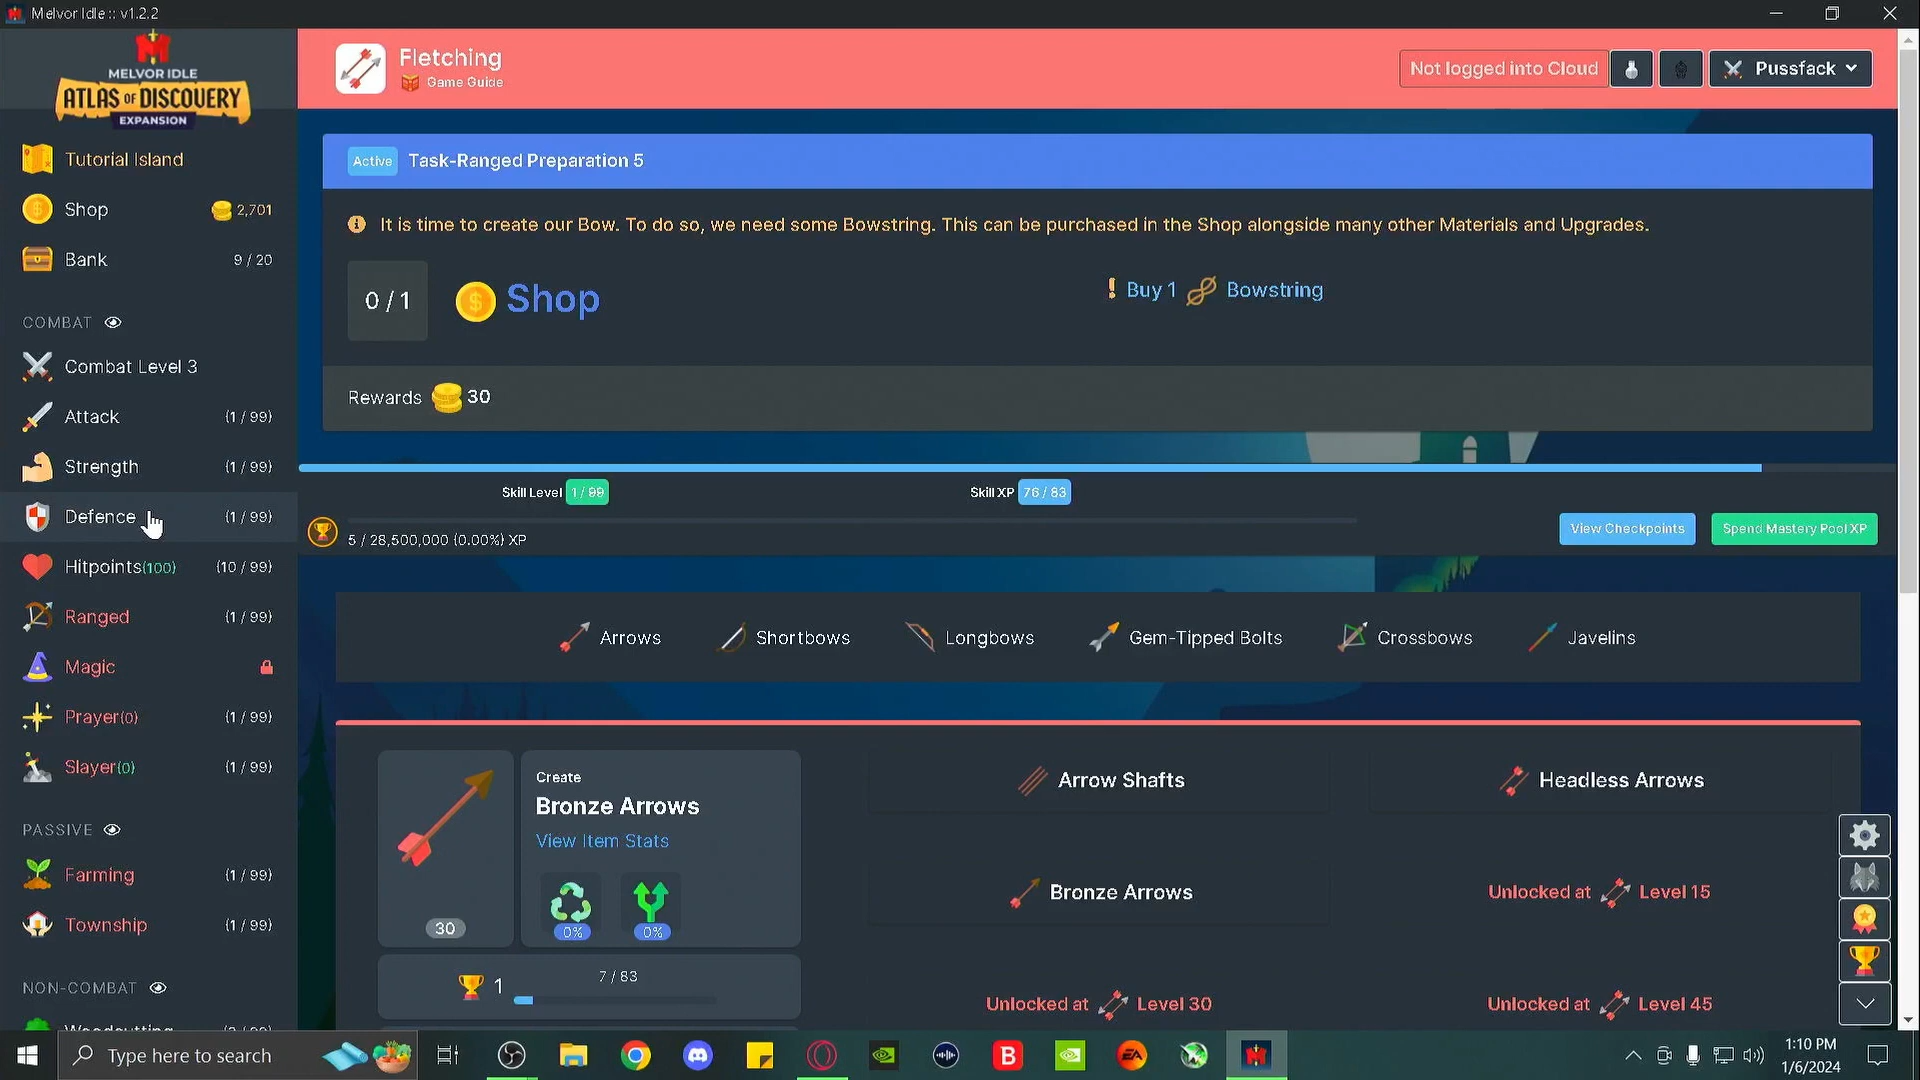 Melvor Idle :: v1.2.2
MELVOR IDLE
ATLAS OF DISCOVERY
EXPANSION
Fletching
Game Guide
Not logged into Cloud
Pussfack
Tutorial Island
Shop 2,701
Bank 9 / 20
COMBAT
Combat Level 3
Attack (1 / 99)
Strength (1 / 99)
Defence (1 / 99)
Hitpoints(100) (10 / 99)
Ranged (1 / 99)
Magic
Prayer(0) (1 / 99)
Slayer(0) (1 / 99)
PASSIVE
Farming (1 / 99)
Township (1 / 99)
NON-COMBAT
Woodcutting
Active Task-Ranged Preparation 5
It is time to create our Bow. To do so, we need some Bowstring. This can be purchased in the Shop alongside many other Materials and Upgrades.
0 / 1 Shop
! Buy 1 Bowstring
Rewards 30
Skill Level 1 / 99
Skill XP 76 / 83
5 / 28,500,000 (0.00%) XP
View Checkpoints
Spend Mastery Pool XP
Arrows Shortbows Longbows Gem-Tipped Bolts Crossbows Javelins
30
Create
Bronze Arrows
View Item Stats
0% 0%
1 7 / 83
Arrow Shafts
Headless Arrows
Bronze Arrows
Unlocked at Level 15
Unlocked at Level 30
Unlocked at Level 45
Type here to search
B
EA
1:10 PM
1/6/2024